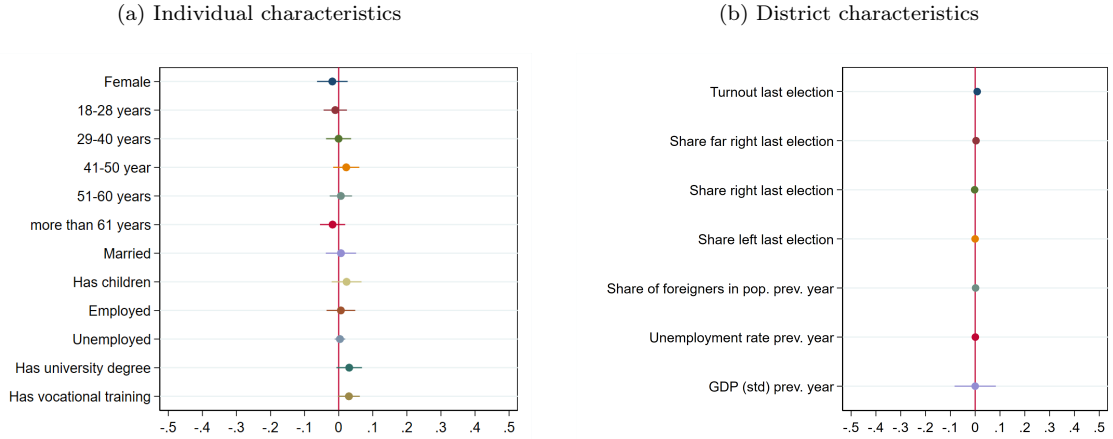 (a) Individual characteristics
Female
18-28 years
29-40 years
41-50 year
51-60 years
more than 61 years
Married
Has children
Employed
Unemployed
Has university degree
Has vocational training
-.5 -.4 -.3 -.2 -.1 0 .1 .2 .3 .4 .5
(b) District characteristics
Turnout last election
Share far right last election
Share right last election
Share left last election
Share of foreigners in pop. prev. year
Unemployment rate prev. year
GDP (std) prev. year
-.5 -.4 -.3 -.2 -.1 0 .1 .2 .3 .4 .5